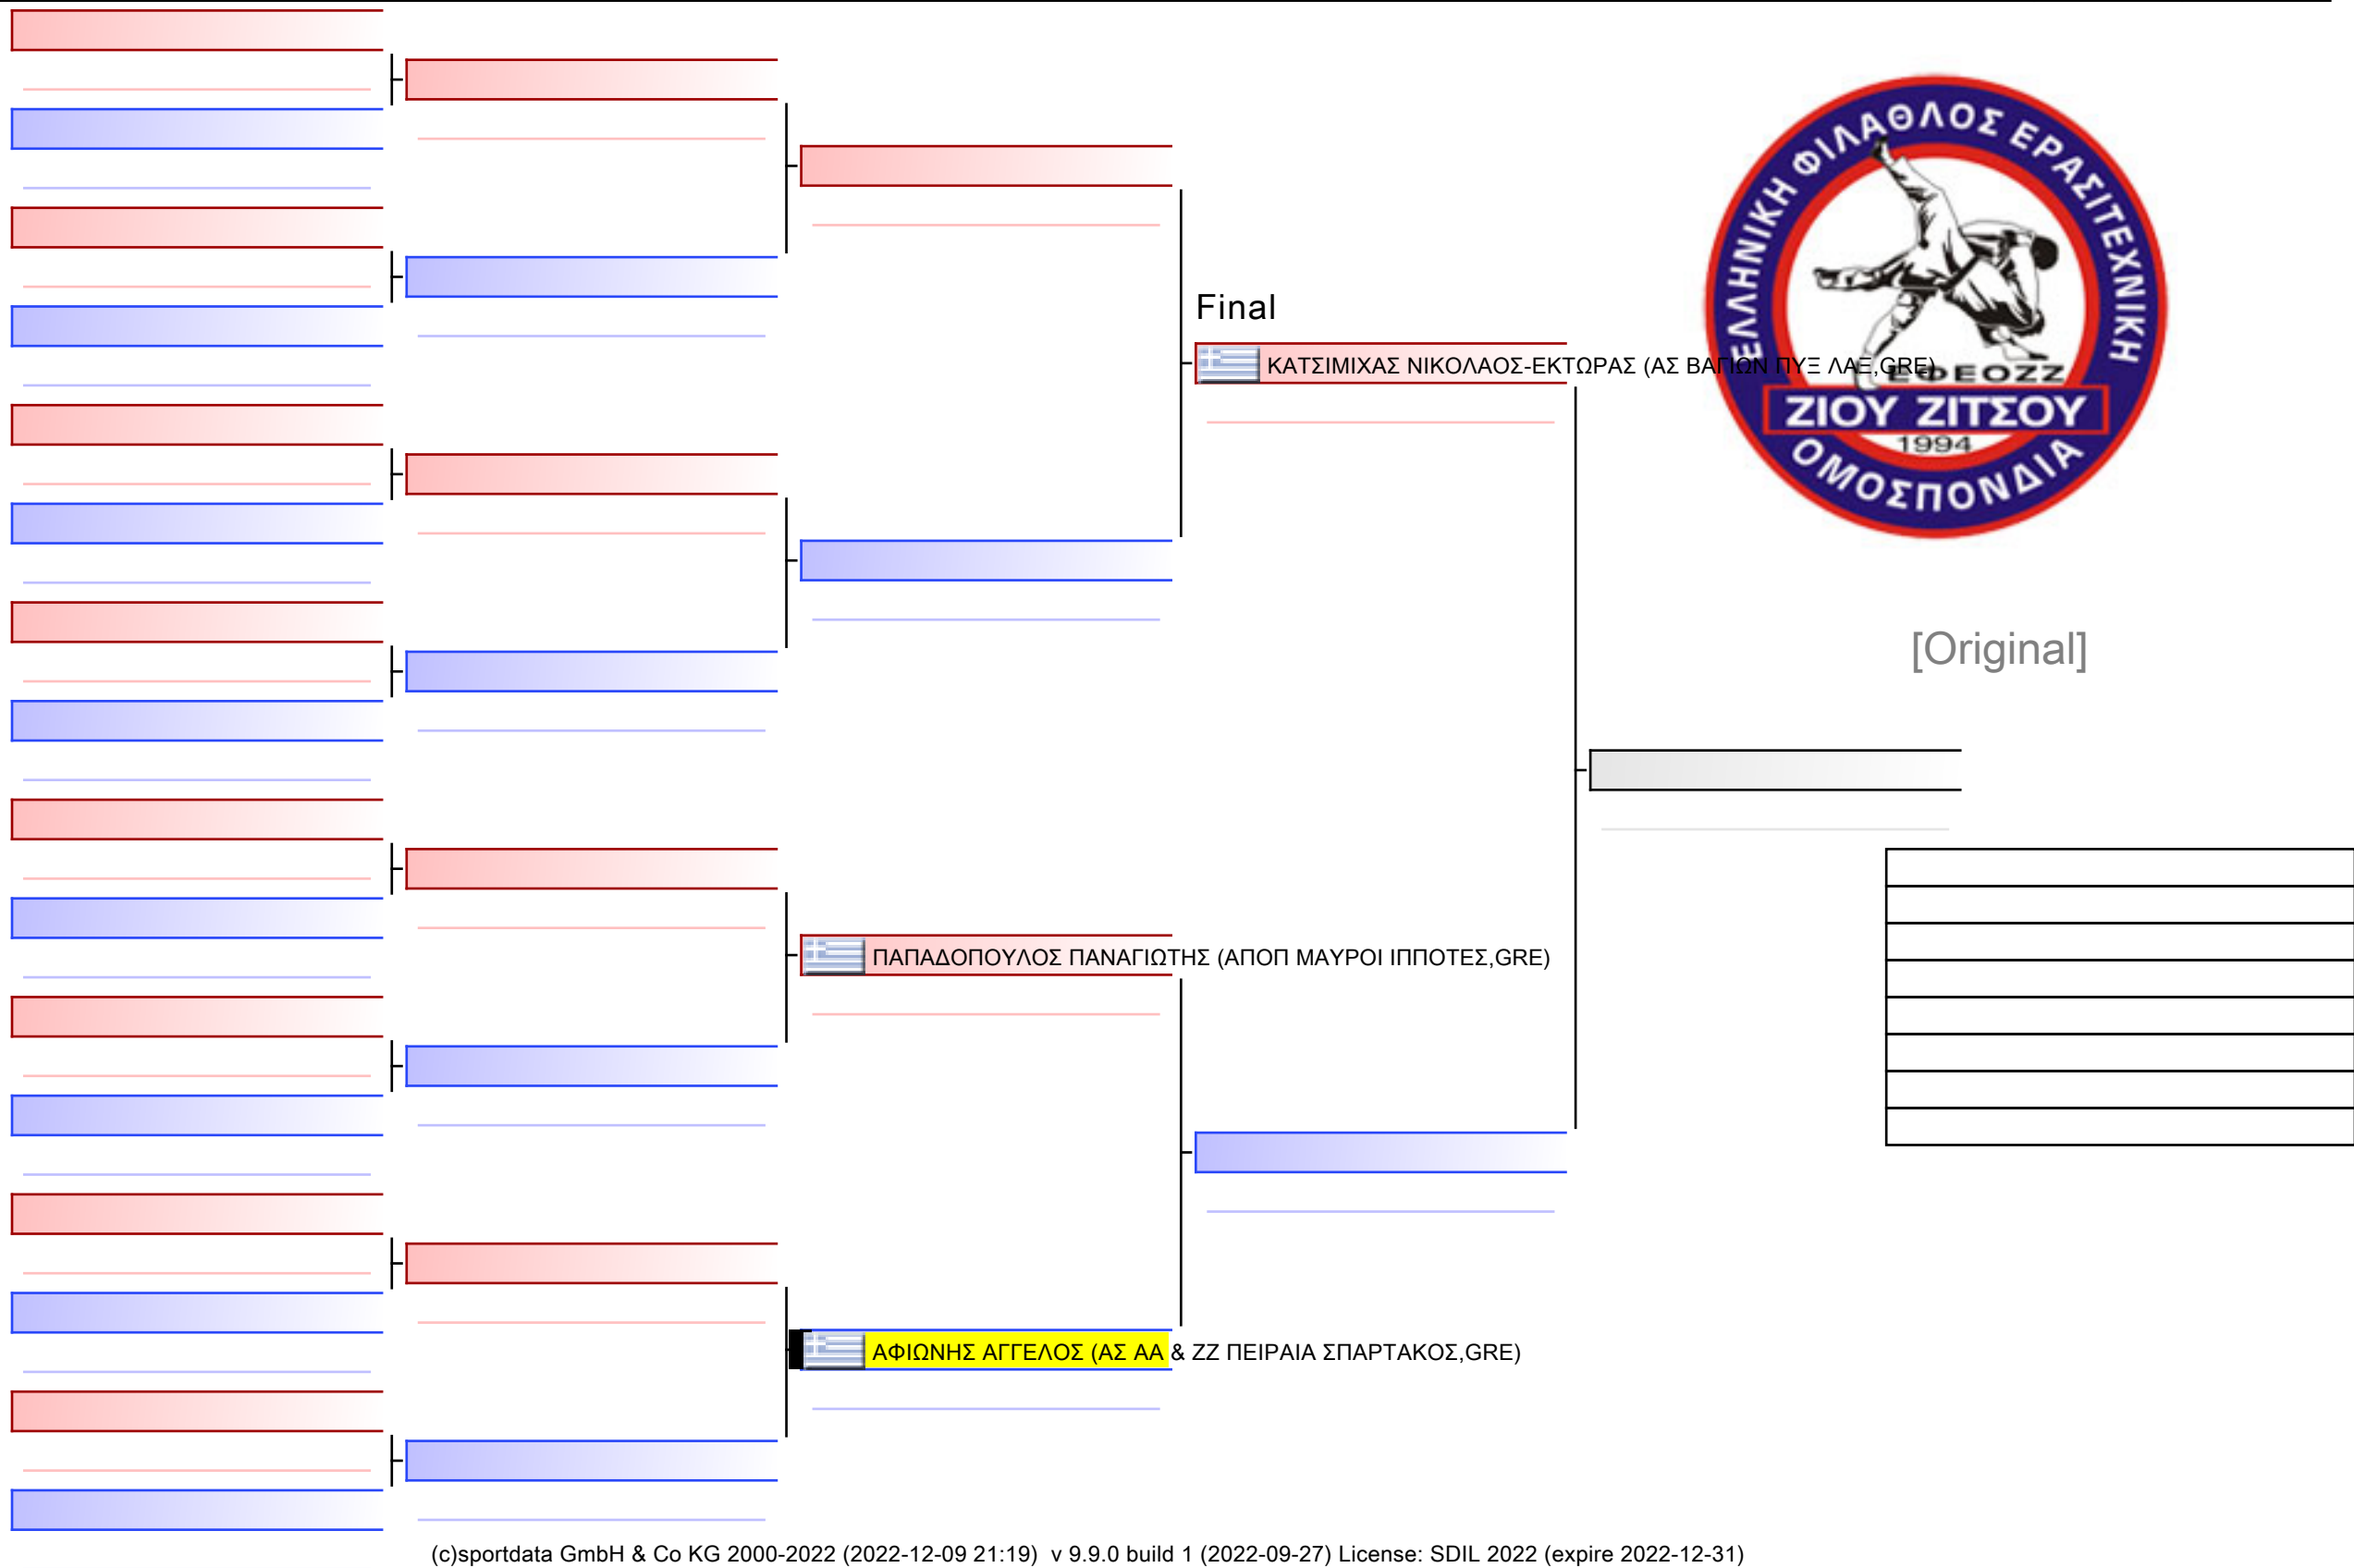 ΕΛΛΗΝΙΚΗ ΦΙΛΑΘΛΟΣ ΕΡΑΣΙΤΕΧΝΙΚΗ
Final
ΚΑΤΣΙΜΙΧΑΣ ΝΙΚΟΛΑΟΣ-ΕΚΤΩΡΑΣ (ΑΣ ΒΑΓΙΩΝ ΠΥΞ ΛΑΞ,GRE)
ΕΦΕΟΖΖ
ΖΙΟΥ ΖΙΤΣΟΥ
1994
ΟΜΟΣΠΟΝΔΙΑ
[Original]
ΠΑΠΑΔΟΠΟΥΛΟΣ ΠΑΝΑΓΙΩΤΗΣ (ΑΠΟΠ ΜΑΥΡΟΙ ΙΠΠΟΤΕΣ,GRE)
ΑΦΙΩΝΗΣ ΑΓΓΕΛΟΣ (ΑΣ ΑΑ & ΖΖ ΠΕΙΡΑΙΑ ΣΠΑΡΤΑΚΟΣ,GRE)
(c)sportdata GmbH & Co KG 2000-2022 (2022-12-09 21:19) v 9.9.0 build 1 (2022-09-27) License: SDIL 2022 (expire 2022-12-31)